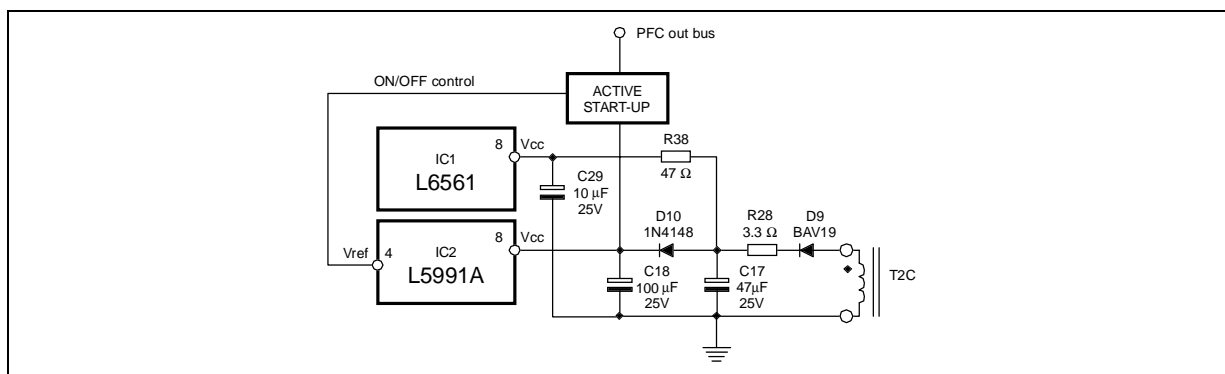 PFC out bus
ON/OFF control
ACTIVE
START-UP
8
Vcc
R38
47 Ω
IC1
L6561
C29
10 μF
25V
D10
1N4148
R28
3.3 Ω
D9
BAV19
8
Vcc
Vref
4
IC2
L5991A
C18
100 μF
25V
C17
47μF
25V
T2C